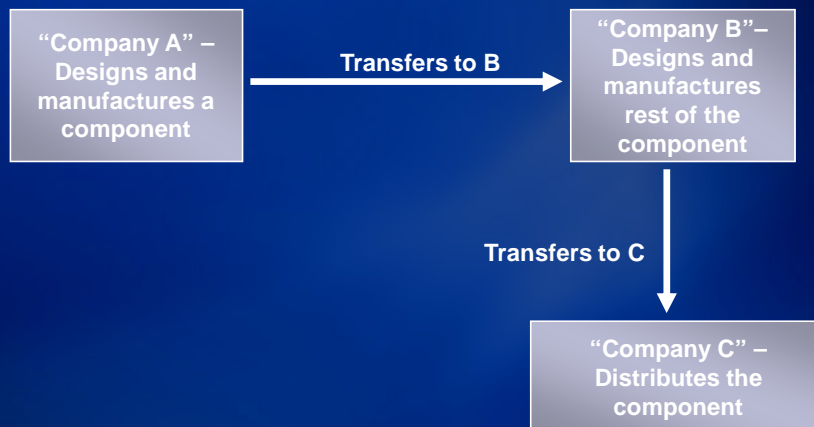 “Company A” –
Designs and
manufactures a
component
Transfers to B
“Company B”–
Designs and
manufactures
rest of the
component
Transfers to C
“Company C” –
Distributes the
component